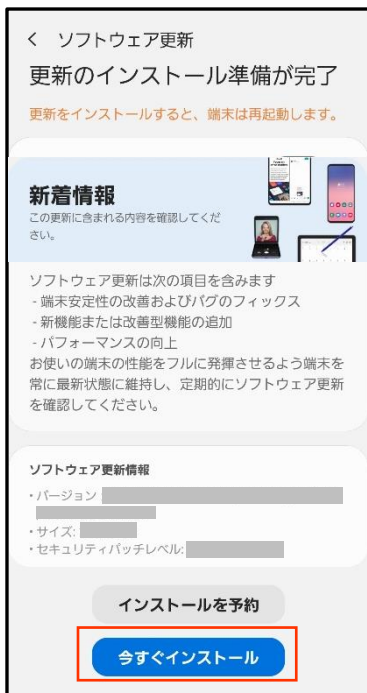 < ソフトウェア更新
更新のインストール準備が完了
更新をインストールすると、端末は再起動します。
新着情報
この更新に含まれる内容を確認してくだ
さい。
ソフトウェア更新は次の項目を含みます
- 端末安定性の改善およびバグのフィックス
- 新機能または改善型機能の追加
- パフォーマンスの向上
お使いの端末の性能をフルに発揮させるよう端末を
常に最新状態に維持し、定期的にソフトウェア更新
を確認してください。
ソフトウェア更新情報
・バージョン
・サイズ:
・セキュリティパッチレベル:
インストールを予約
今すぐインストール